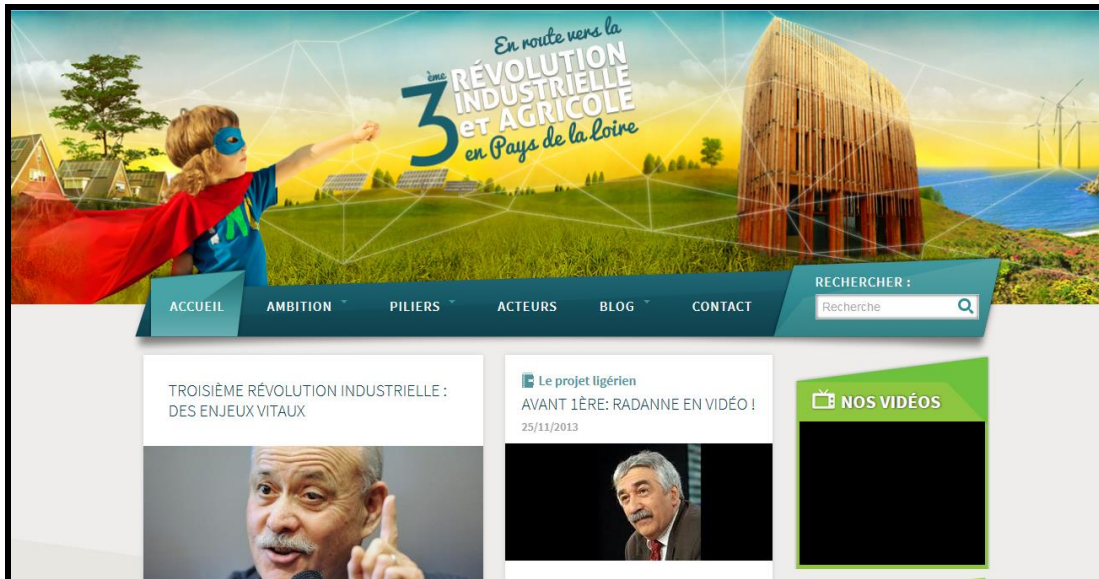 En route vers la
3ème RÉVOLUTION
INDUSTRIELLE
et AGRICOLE
en Pays de la Loire
RECHERCHER :
ACCUEIL AMBITION PILIERS ACTEURS BLOG CONTACT
Recherche
TROISIÈME RÉVOLUTION INDUSTRIELLE :
DES ENJEUX VITAUX
Le projet ligérien
AVANT 1ÈRE: RADANNE EN VIDÉO !
25/11/2013
NOS VIDÉOS